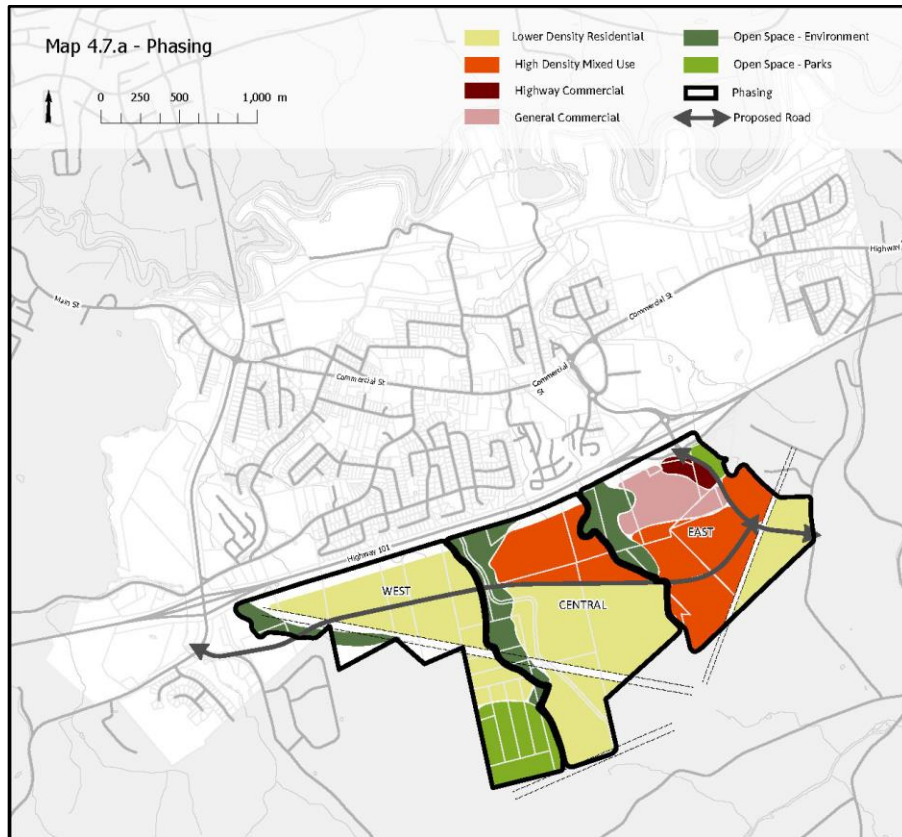 Map 4.7.a - Phasing
0 250 500 1,000 m
Lower Density Residential
High Density Mixed Use
Highway Commercial
General Commercial
Open Space - Environment
Open Space - Parks
Phasing
Proposed Road
Highway
Main St
Commercial St
Commercial St
Commercial
St
Highway 101
EAST
WEST
CENTRAL